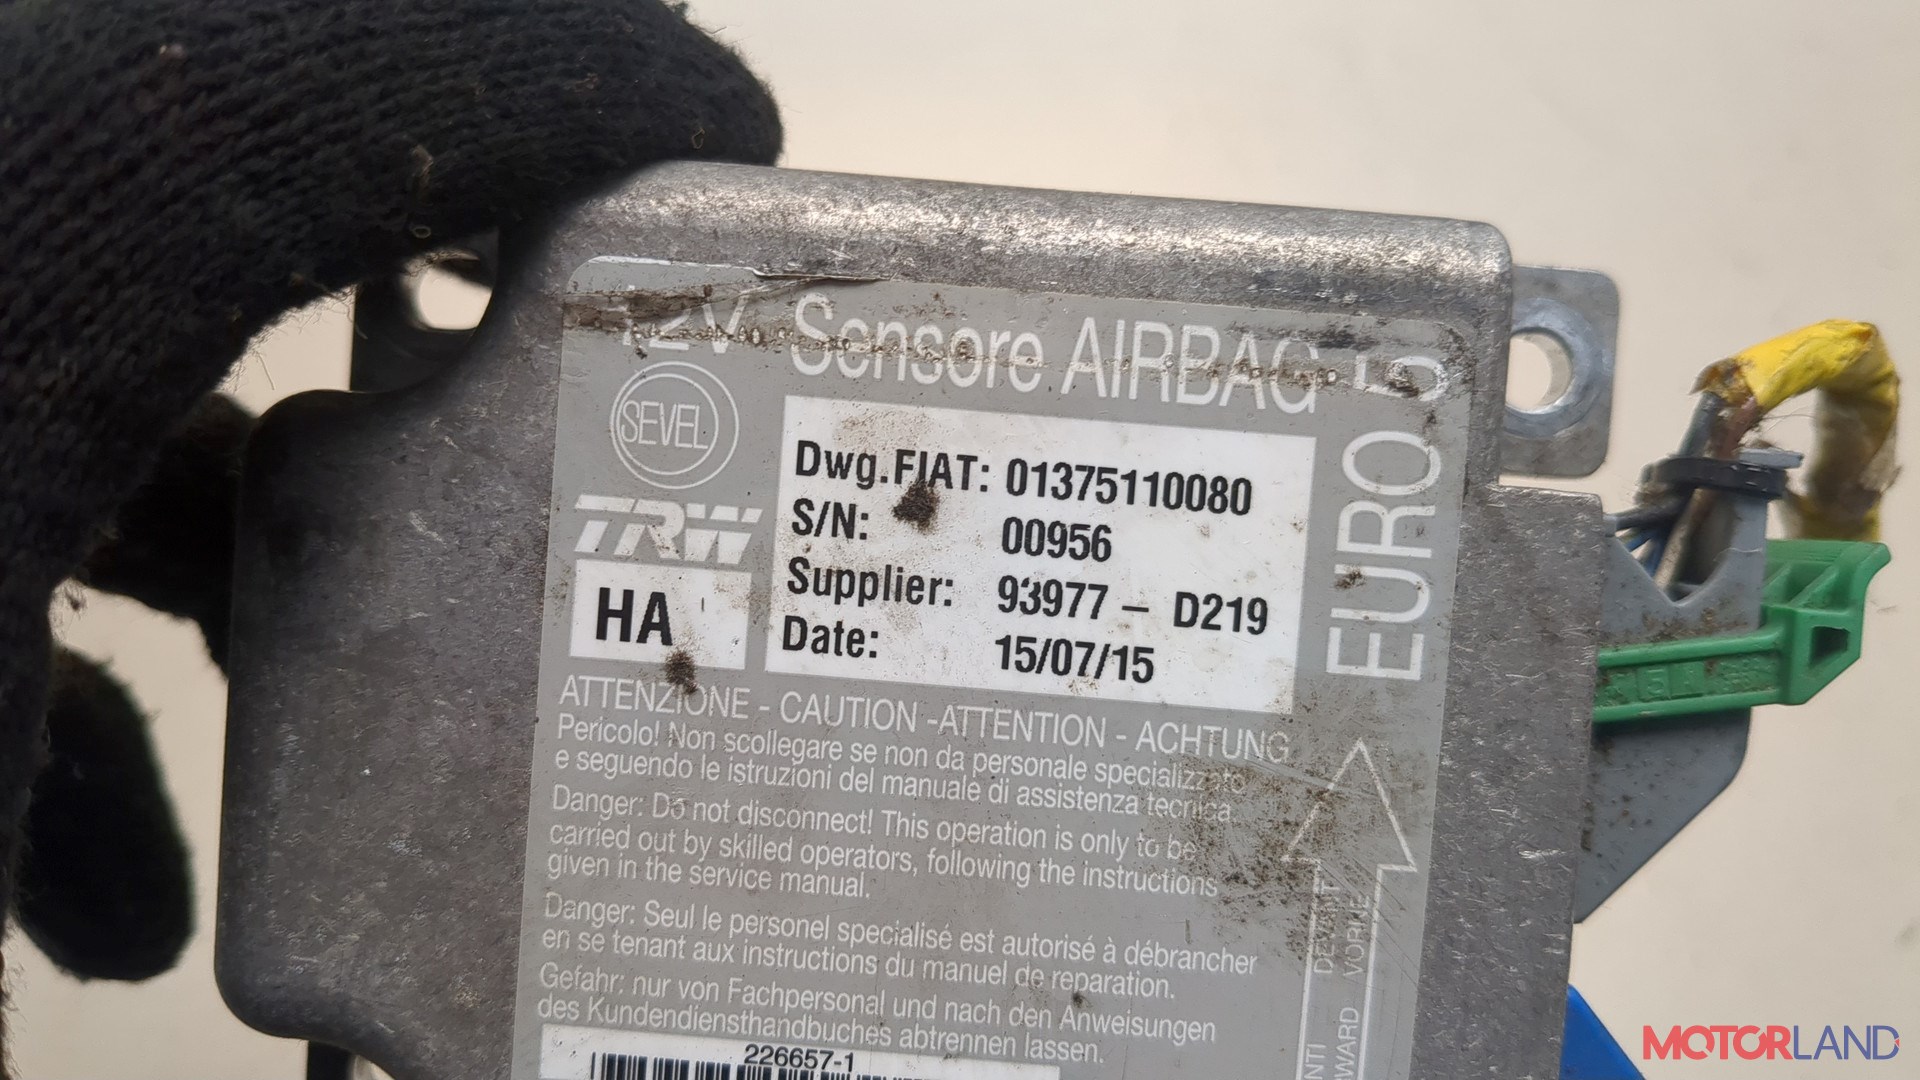 12V Sensore AIRBAG
EURO 5
SEVEL
TRW
HA
Dwg.FIAT: 01375110080
S/N: 00956
Supplier: 93977 – D219
Date: 15/07/15
ATTENZIONE - CAUTION -ATTENTION - ACHTUNG
Pericolo! Non scollegare se non da personale specializzato
e seguendo le istruzioni del manuale di assistenza tecnica.
Danger: Do not disconnect! This operation is only to be
carried out by skilled operators, following the instructions
given in the service manual.
Danger: Seul le personel specialisé est autorisé à débrancher
en se tenant aux instructions du manuel de reparation.
Gefahr: nur von Fachpersonal und nach den Anweisungen
des Kundendiensthandbuches abtrennen lassen.
DEVANT
VORNE
226657-1
MOTORLAND